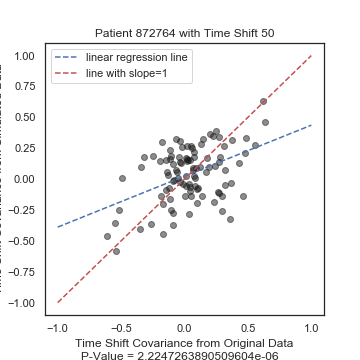 Patient 872764 with Time Shift 50
linear regression line
line with slope=1
1.00
0.75
0.50
0.25
0.00
−0.25
−0.50
−0.75
−1.00
−1.0 −0.5 0.0 0.5 1.0
Time Shift Covariance from Original Data
P-Value = 2.2247263890509604e-06